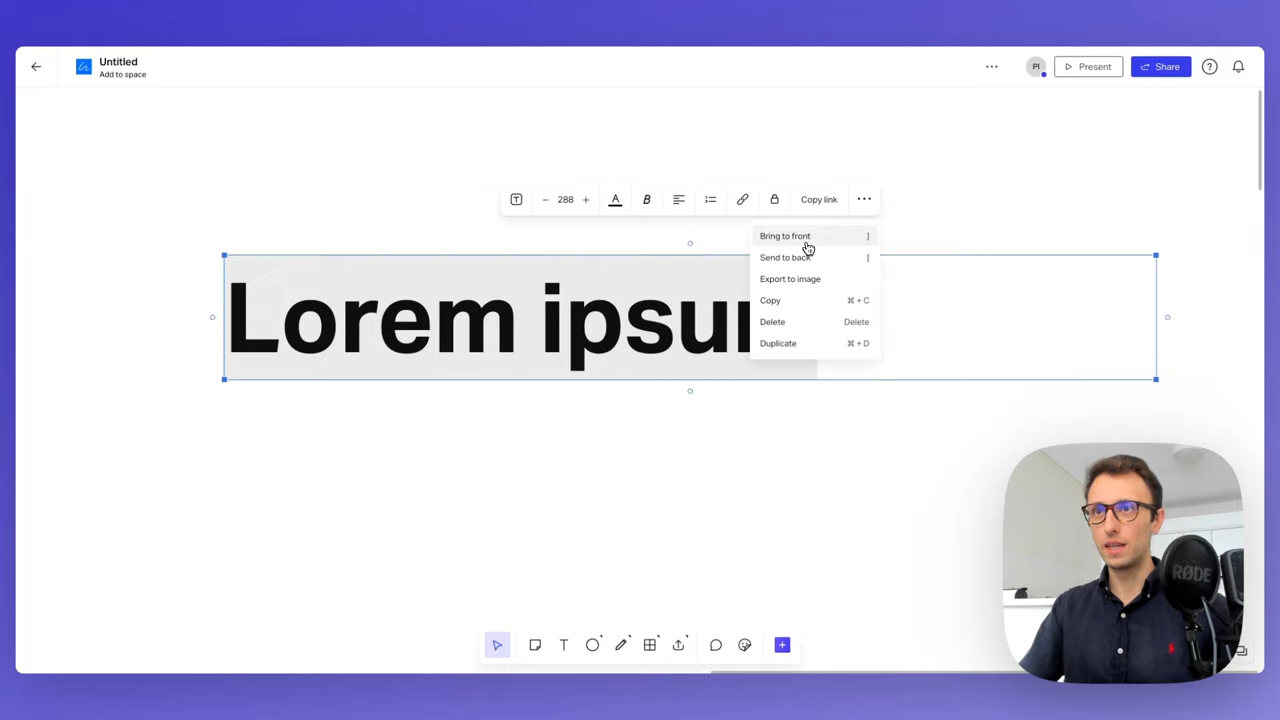 Untitled
Add to space
PI
Present
Share
288
A
B
Copy link
Bring to front ]
Send to back [
Export to image
Copy ⌘ + C
Delete Delete
Duplicate ⌘ + D
Lorem
T
RØDE